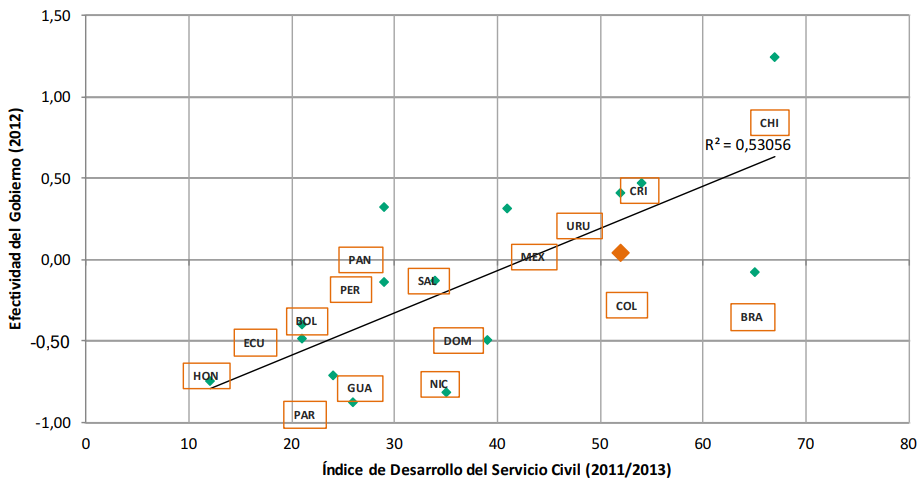 1,50
1,00
0,50
0,00
-0,50
-1,00
Efectividad del Gobierno (2012)
CHI
R² = 0,53056
CRI
URU
PAN
MEX
SAL
PER
COL
BRA
BOL
ECU
DOM
HON
NIC
GUA
PAR
0 10 20 30 40 50 60 70 80
Índice de Desarrollo del Servicio Civil (2011/2013)